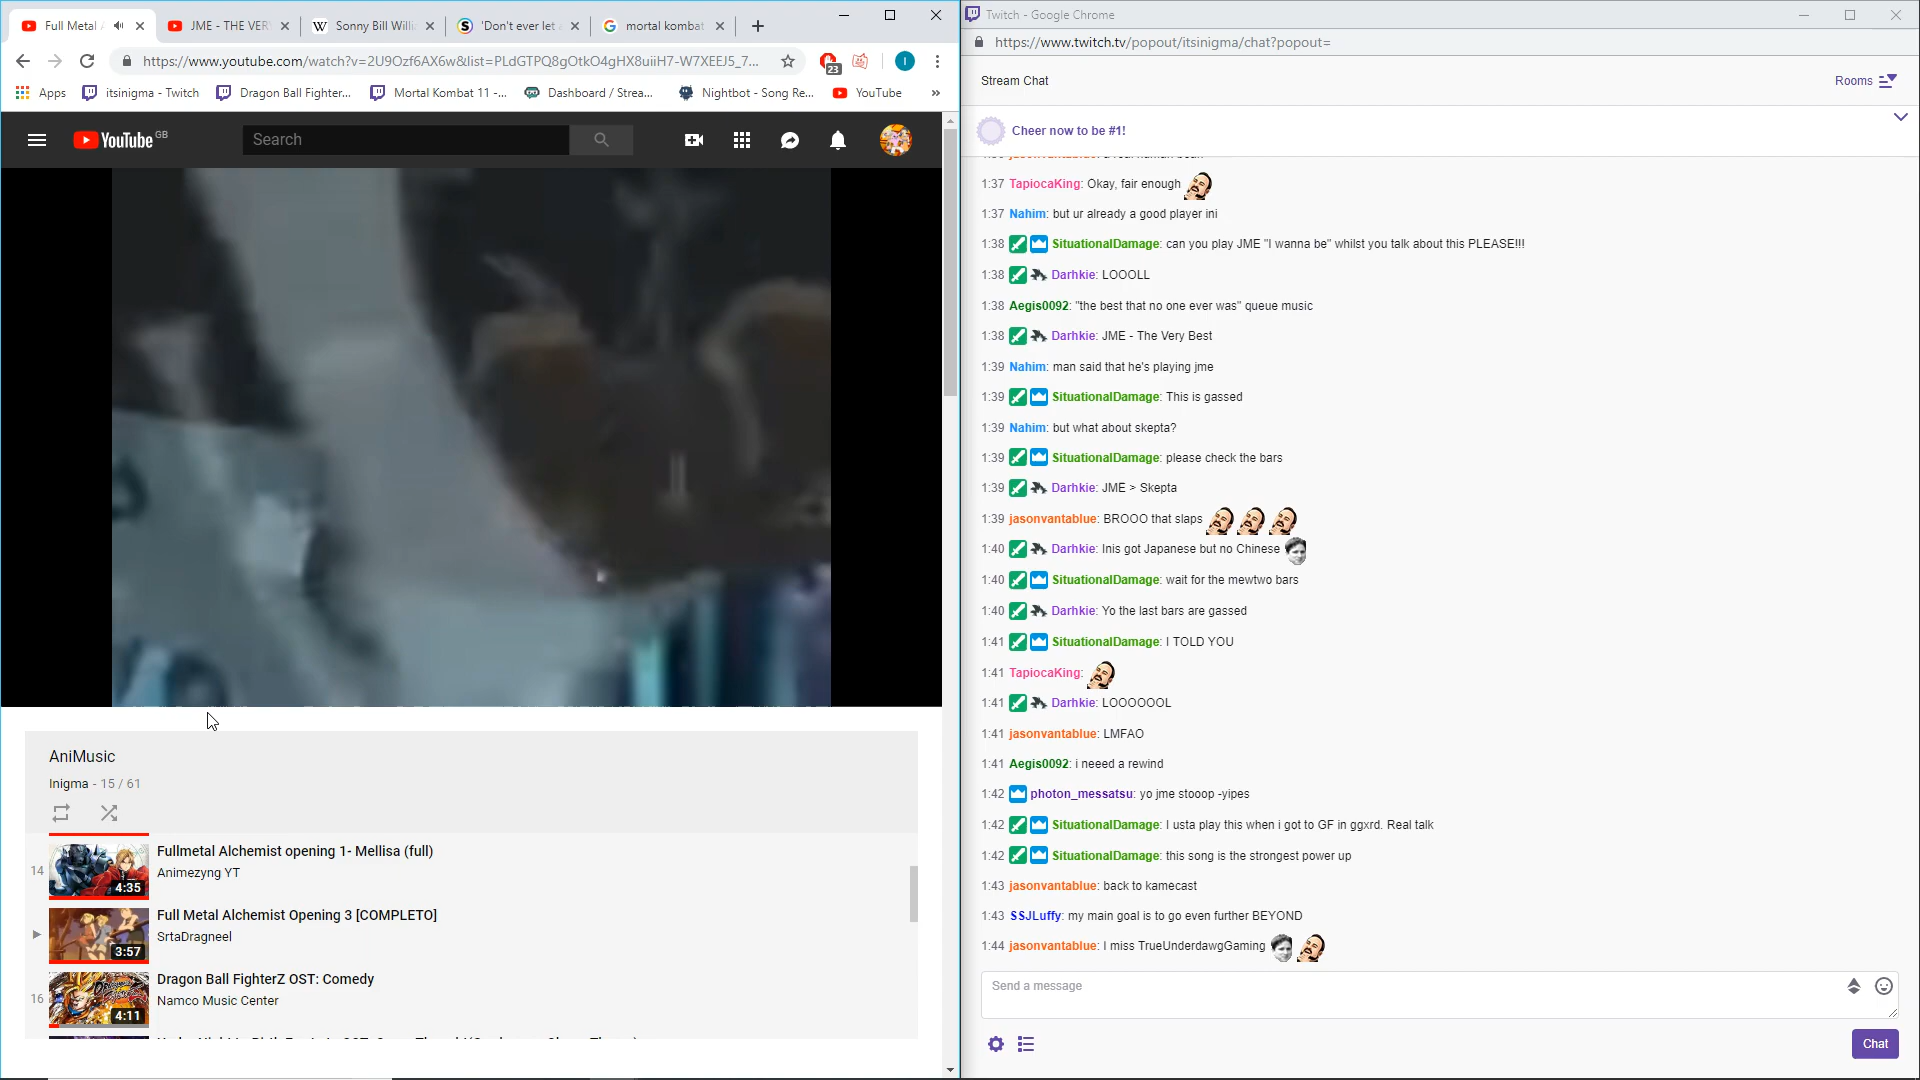 Full Metal
JME - THE VER
Sonny Bill Willi
'Don't ever let
mortal kombat
https://www.youtube.com/watch?v=2U9Ozf6AX6w&list=PLdGTPQ8gOtkO4gHX8uiiH7-W7XEEJ5_7...
23
I
Apps
itsinigma - Twitch
Dragon Ball Fighter...
Mortal Kombat 11 -...
Dashboard / Strea...
Nightbot - Song Re...
YouTube
»
YouTube GB
Search
AniMusic
Inigma - 15 / 61
14
4:35
Fullmetal Alchemist opening 1- Mellisa (full)
Animezyng YT
3:57
Full Metal Alchemist Opening 3 [COMPLETO]
SrtaDragneel
16
4:11
Dragon Ball FighterZ OST: Comedy
Namco Music Center
Twitch - Google Chrome
https://www.twitch.tv/popout/itsinigma/chat?popout=
Stream Chat
Rooms
Cheer now to be #1!
1:37 TapiocaKing: Okay, fair enough
1:37 Nahim: but ur already a good player ini
1:38 SituationalDamage: can you play JME "I wanna be" whilst you talk about this PLEASE!!!
1:38 Darhkie: LOOOLL
1:38 Aegis0092: "the best that no one ever was" queue music
1:38 Darhkie: JME - The Very Best
1:39 Nahim: man said that he's playing jme
1:39 SituationalDamage: This is gassed
1:39 Nahim: but what about skepta?
1:39 SituationalDamage: please check the bars
1:39 Darhkie: JME > Skepta
1:39 jasonvantablue: BROOO that slaps
1:40 Darhkie: Inis got Japanese but no Chinese
1:40 SituationalDamage: wait for the mewtwo bars
1:40 Darhkie: Yo the last bars are gassed
1:41 SituationalDamage: I TOLD YOU
1:41 TapiocaKing:
1:41 Darhkie: LOOOOOOL
1:41 jasonvantablue: LMFAO
1:41 Aegis0092: i neeed a rewind
1:42 photon_messatsu: yo jme stooop -yipes
1:42 SituationalDamage: I usta play this when i got to GF in ggxrd. Real talk
1:42 SituationalDamage: this song is the strongest power up
1:43 jasonvantablue: back to kamecast
1:43 SSJLuffy: my main goal is to go even further BEYOND
1:44 jasonvantablue: I miss TrueUnderdawgGaming
Send a message
Chat